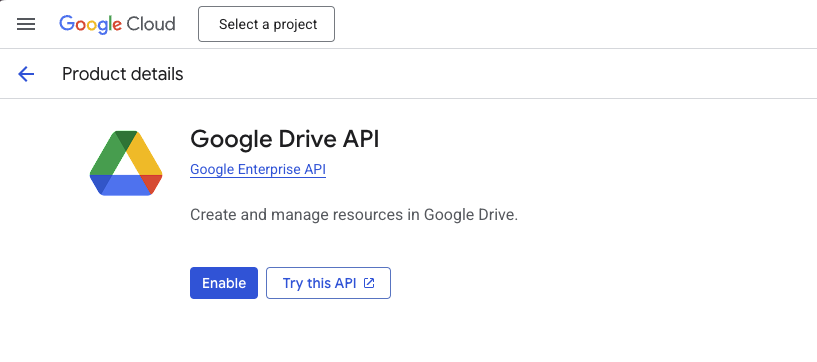 Google Cloud
Select a project
Product details
Google Drive API
Google Enterprise API
Create and manage resources in Google Drive.
Enable
Try this API